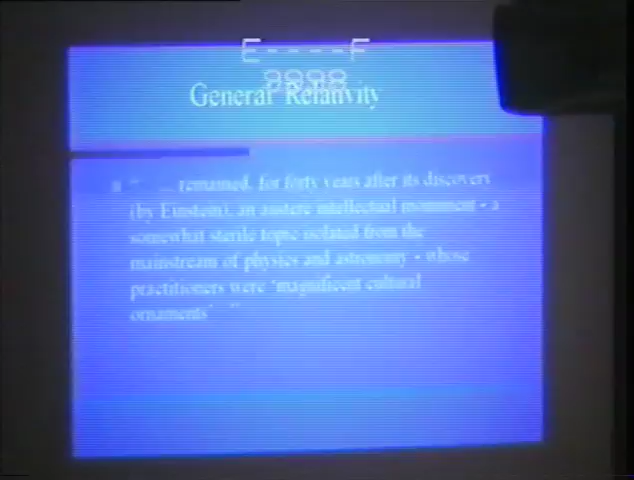 E----F
9998
General Relativity
" ... remained, for forty years after its discovery
(by Einstein), an austere intellectual monument - a
somewhat sterile topic isolated from the
mainstream of physics and astronomy - whose
practitioners were 'magnificent cultural
ornaments' "